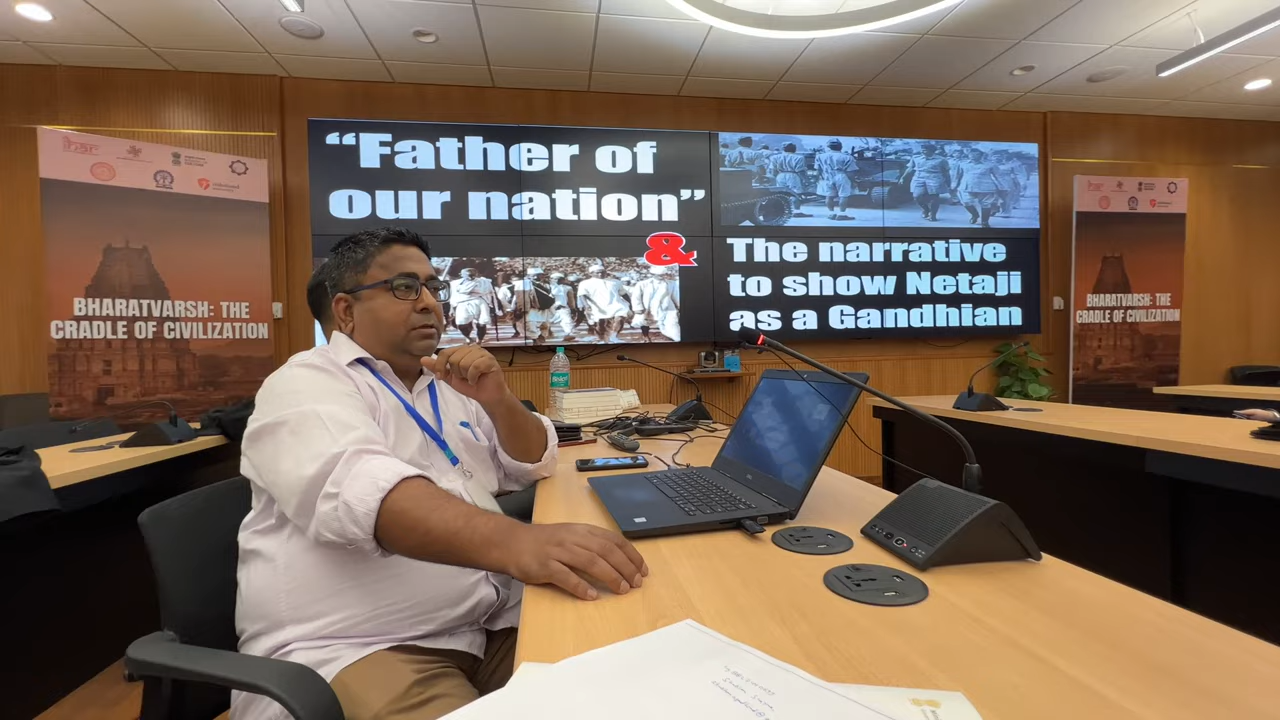 “Father of
our nation”
&
The narrative
to show Netaji
as a Gandhian
BHARATVARSH: THE
CRADLE OF CIVILIZATION
BHARATVARSH: THE
CRADLE OF CIVILIZATION